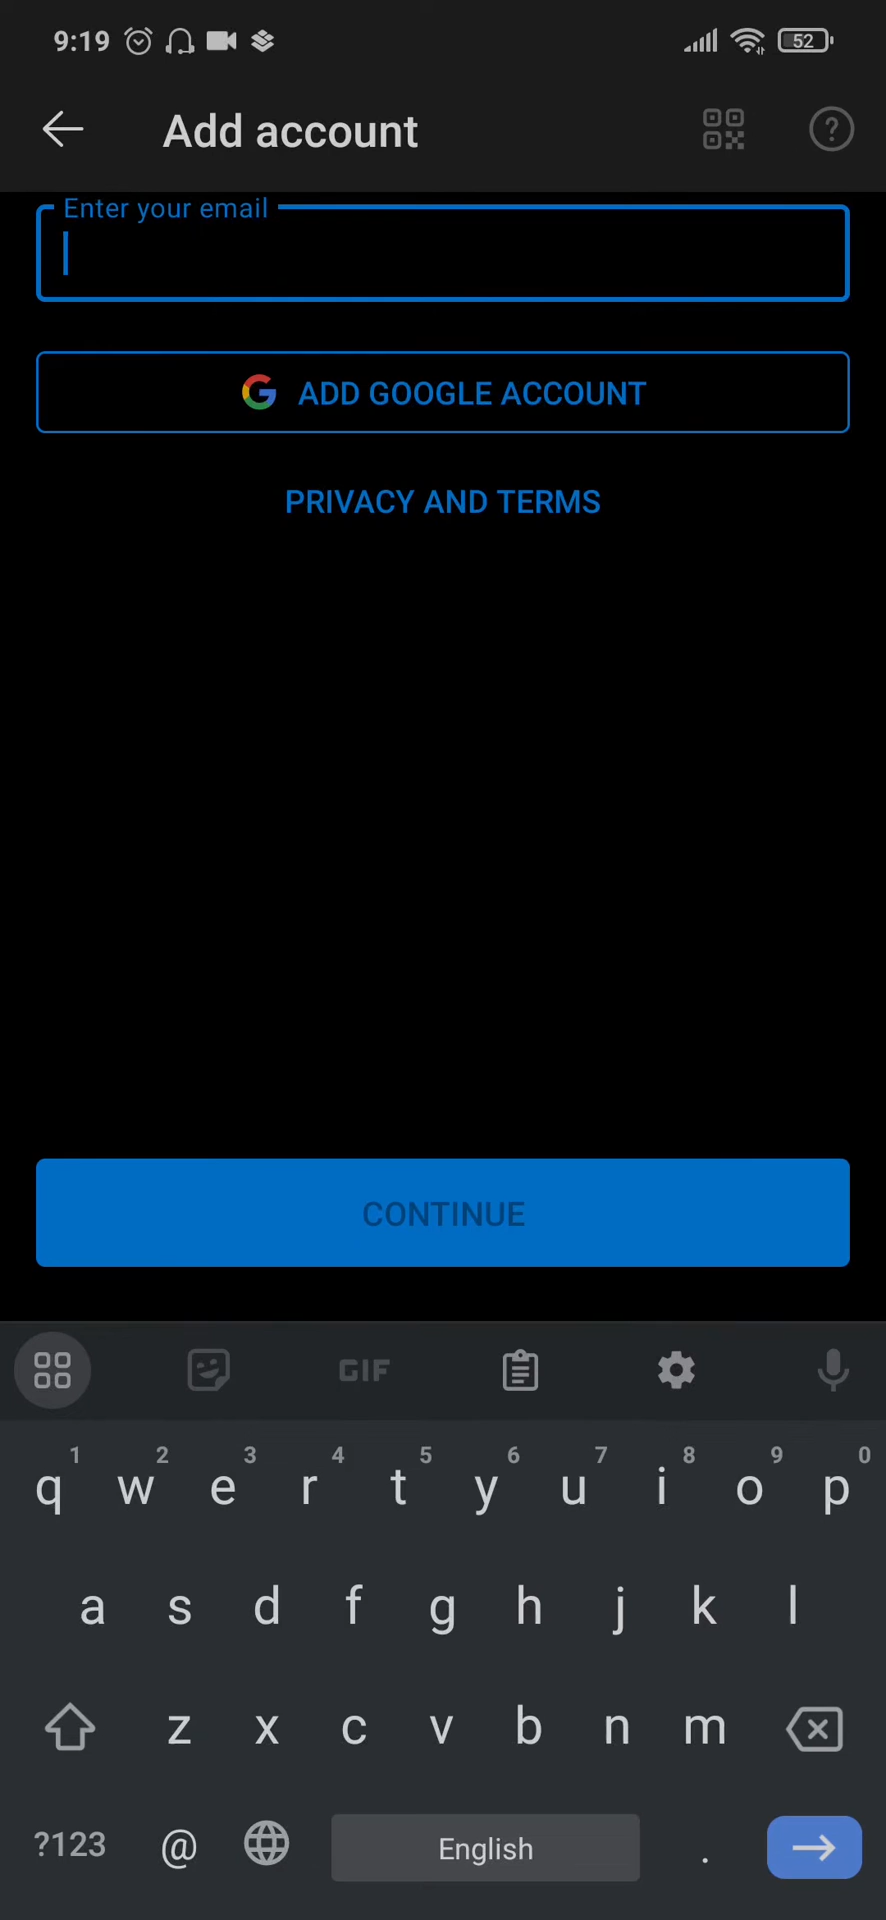 9:19 52
Add account
Enter your email
ADD GOOGLE ACCOUNT
PRIVACY AND TERMS
CONTINUE
GIF
1 2 3 4 5 6 7 8 9 0
q w e r t y u i o p
a s d f g h j k l
z x c v b n m
?123 @ English .